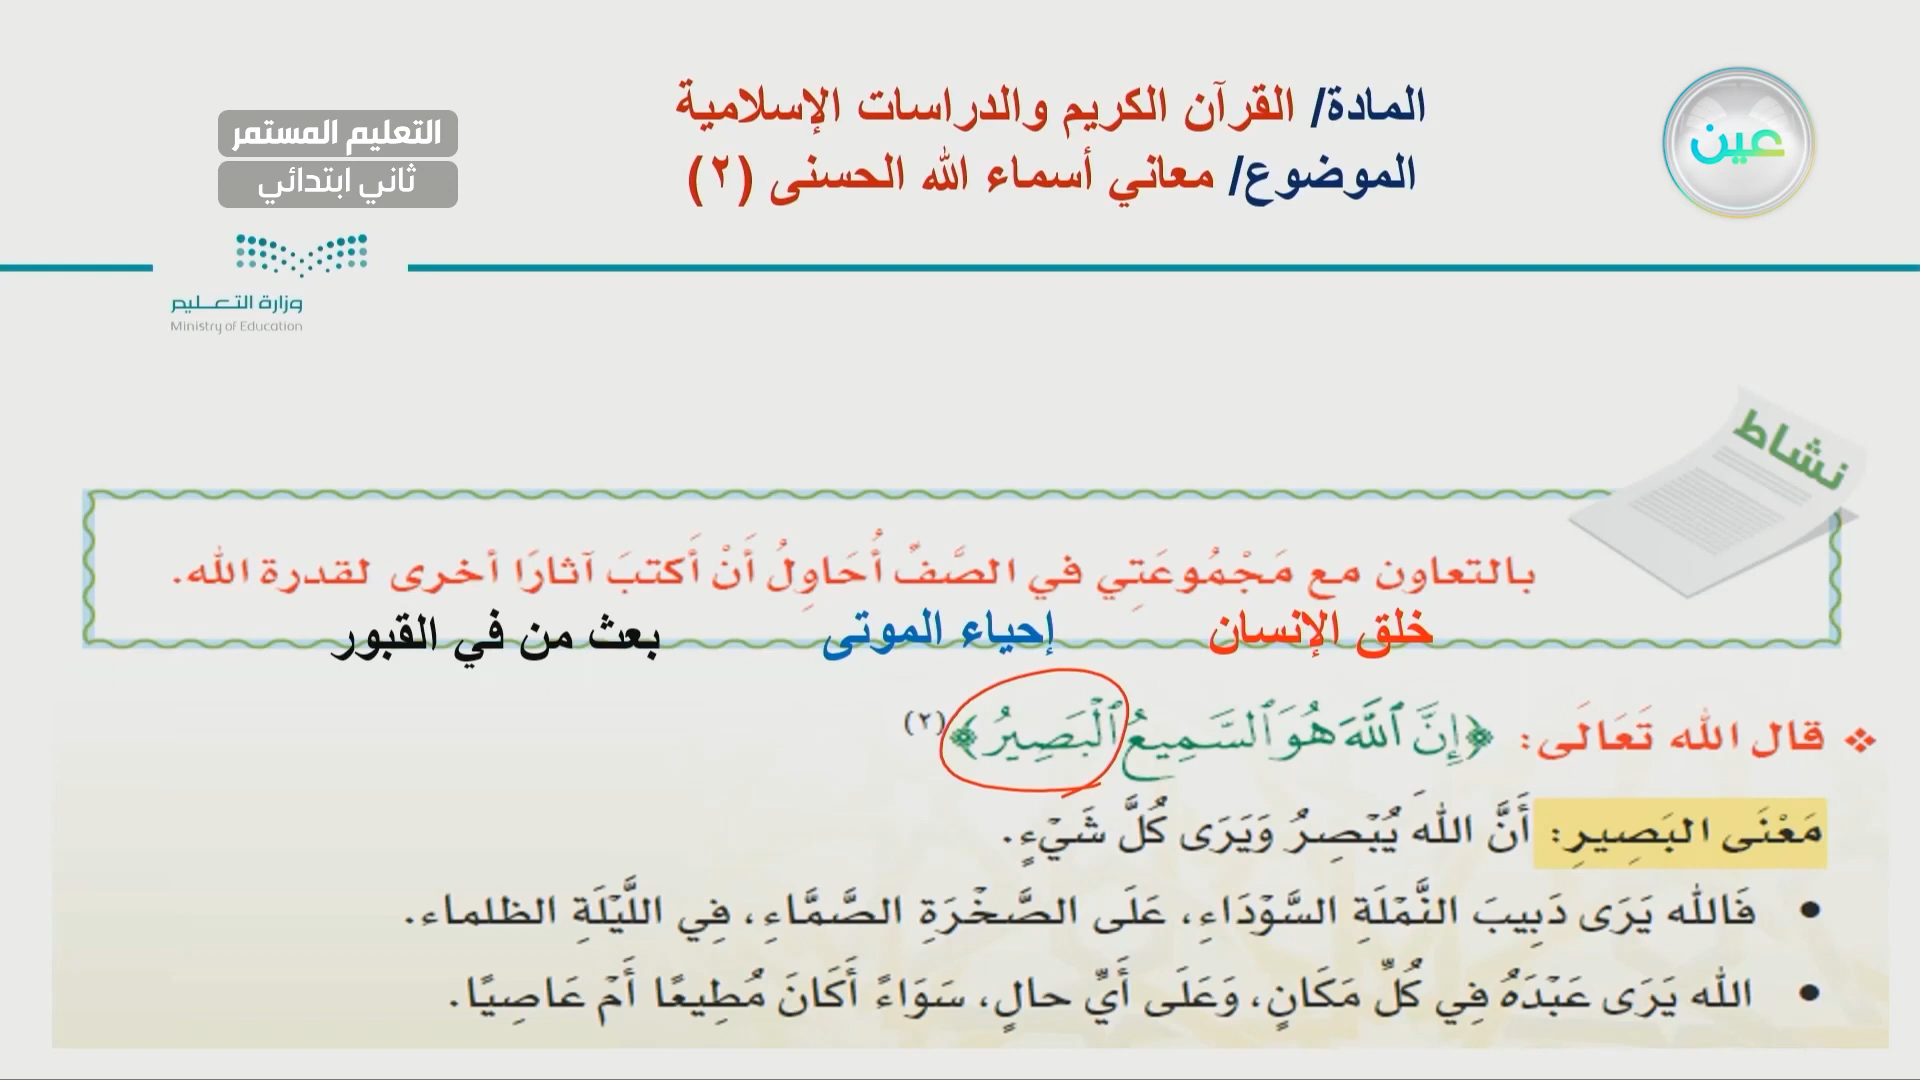 المادة/ القرآن الكريم والدراسات الإسلامية
الموضوع/ معاني أسماء الله الحسنى (٢)
عين
التعليم المستمر
ثاني ابتدائي
وزارة التعـــليم
Ministry of Education
نشاط
بالتعاون مع مَجْمُوعَتِي في الصَّفِّ أُحَاوِلُ أَنْ أَكتبَ آثارًا أخرى لقدرة الله.
خلق الإنسان إحياء الموتى بعث من في القبور
❖ قال الله تَعَالَى: ﴿إِنَّ ٱللَّهَ هُوَ ٱلسَّمِيعُ ٱلْبَصِيرُ﴾ (٢)
مَعْنَى البَصِيرِ: أَنَّ اللهَ يُبْصِرُ وَيَرَى كُلَّ شَيْءٍ.
• فَالله يَرَى دَبِيبَ النَّمْلَةِ السَّوْدَاءِ، عَلَى الصَّخْرَةِ الصَّمَّاءِ، فِي اللَّيْلَةِ الظلماء.
• الله يَرَى عَبْدَهُ فِي كُلِّ مَكَانٍ، وَعَلَى أَيِّ حالٍ، سَوَاءً أَكَانَ مُطِيعًا أَمْ عَاصِيًا.